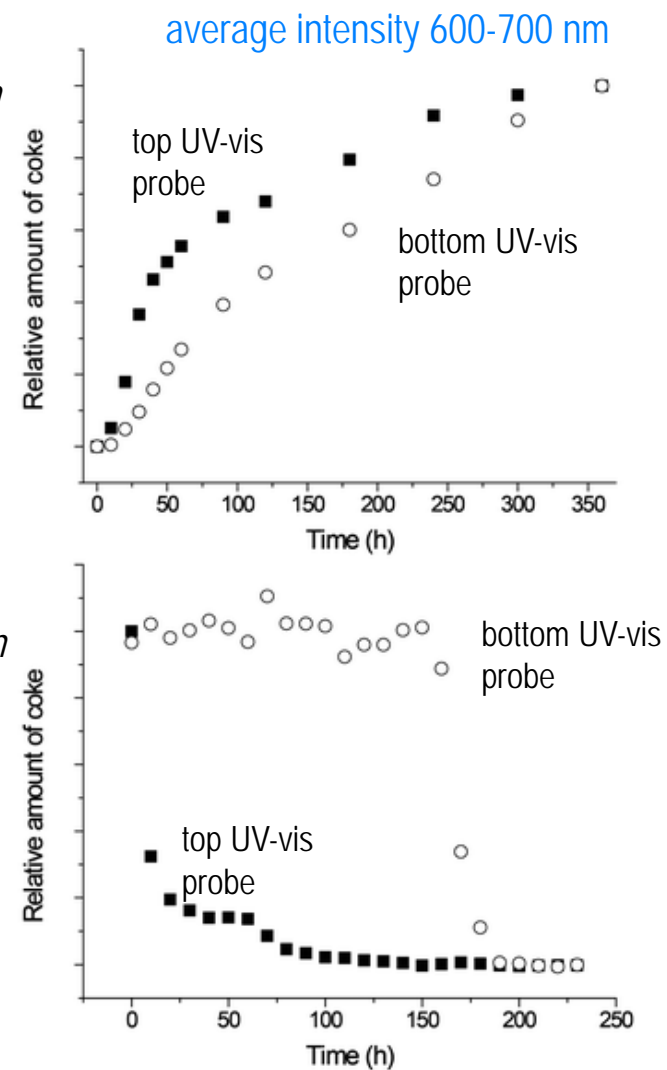 average intensity 600-700 nm
n
Relative amount of coke
top UV-vis
probe
bottom UV-vis
probe
0 50 100 150 200 250 300 350
Time (h)
n
Relative amount of coke
bottom UV-vis
probe
top UV-vis
probe
0 50 100 150 200 250
Time (h)